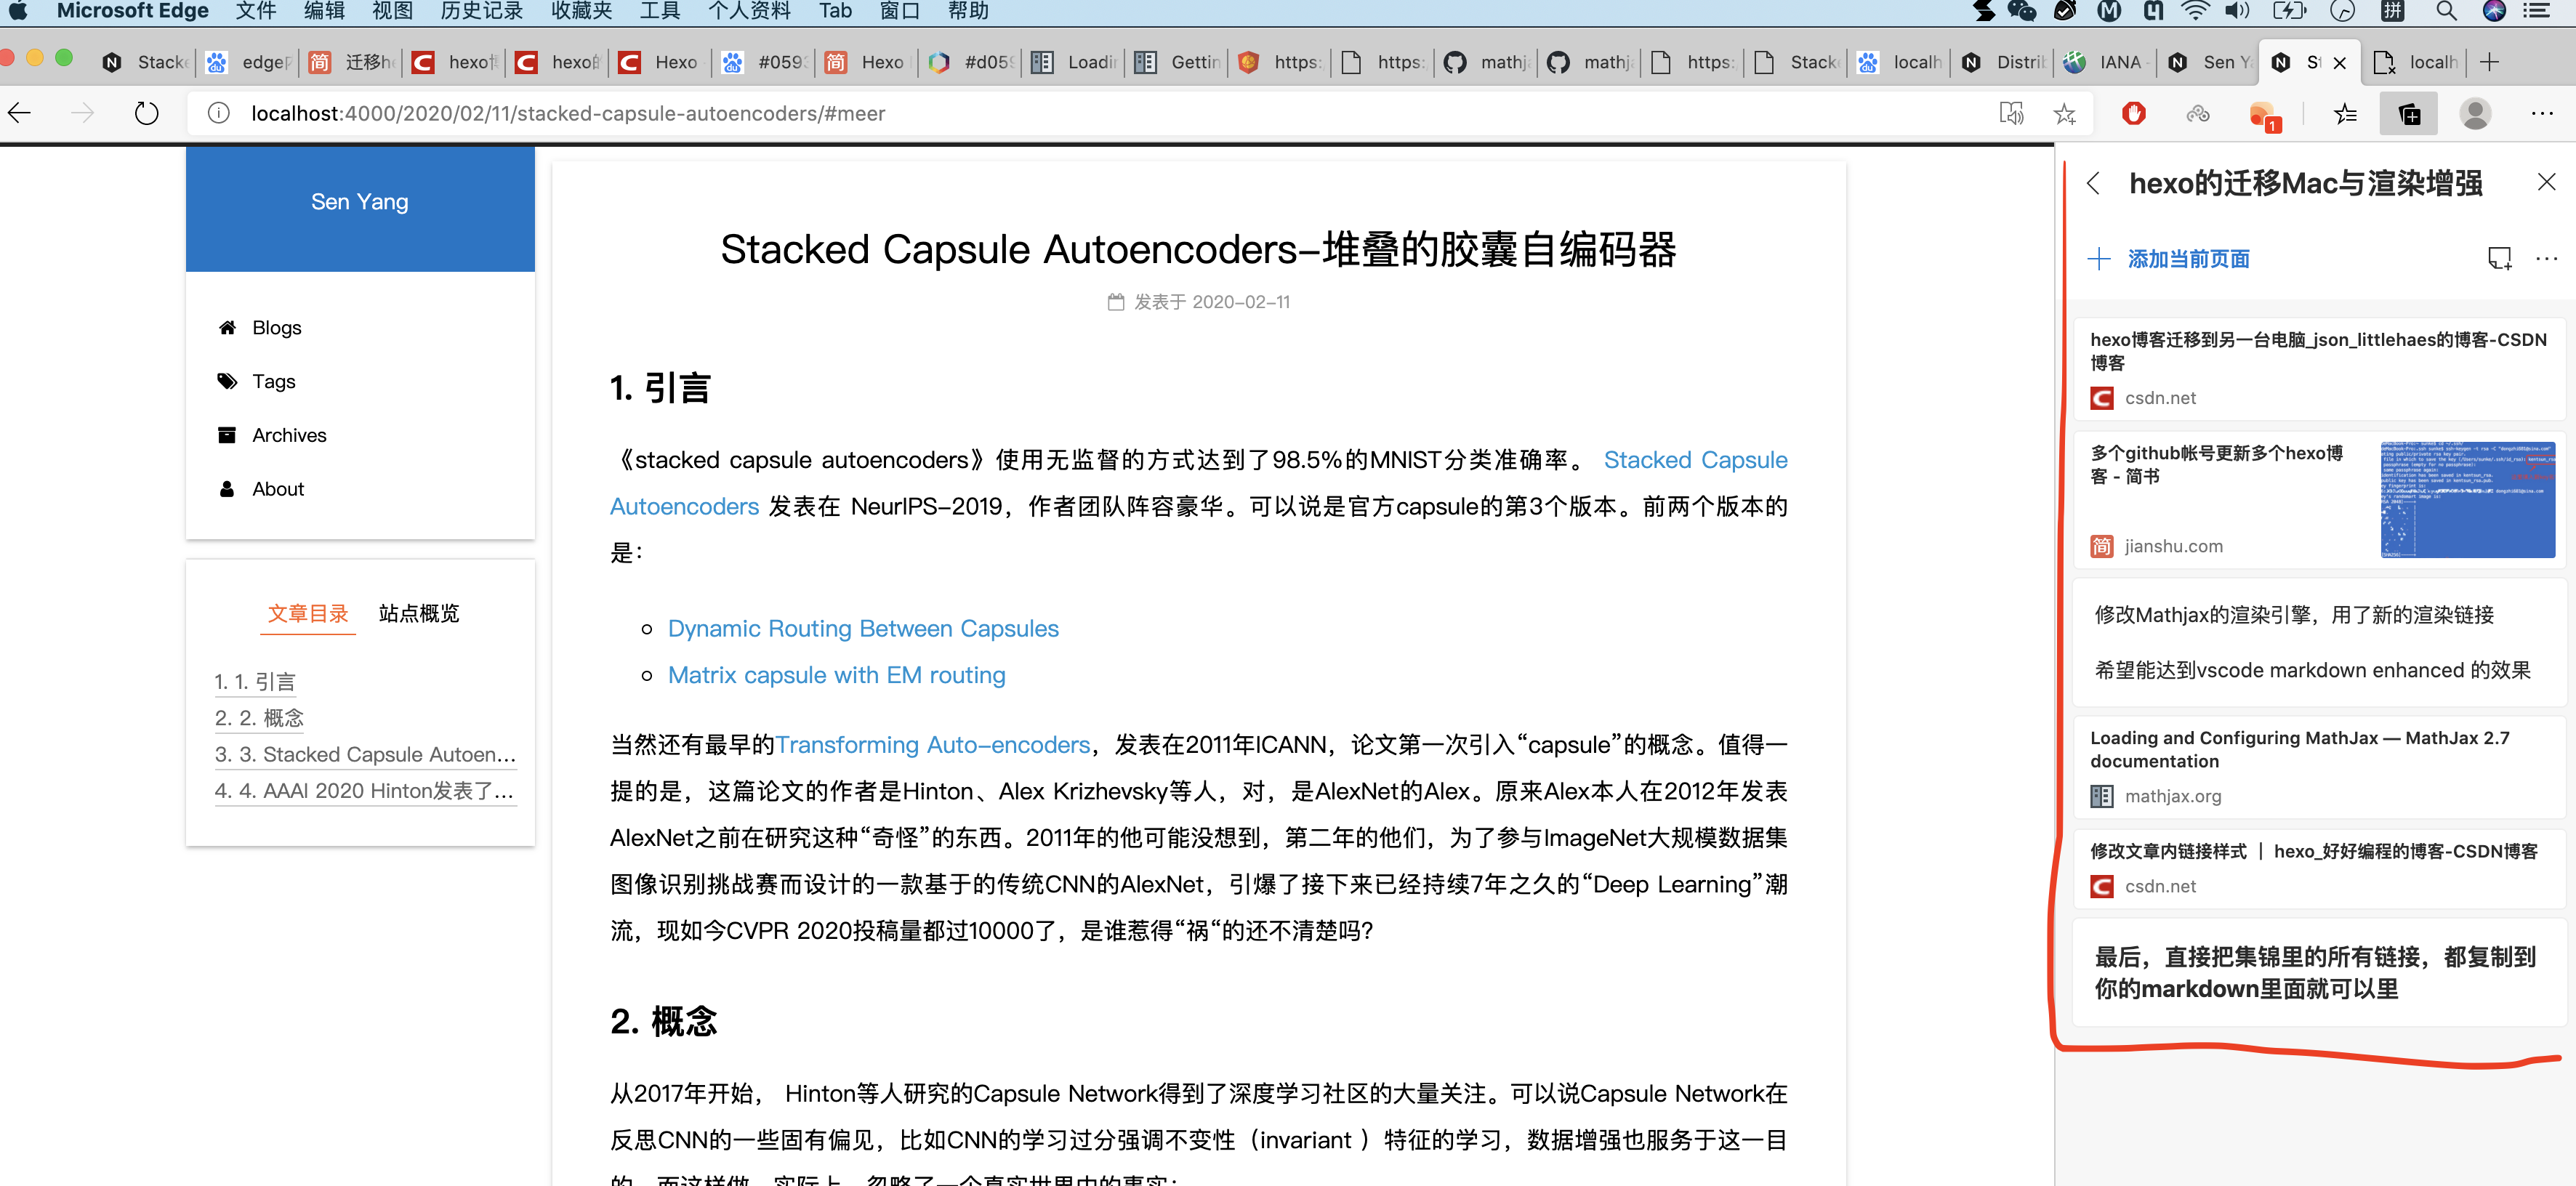 Microsoft Edge 文件 编辑 视图 历史记录 收藏夹 工具 个人资料 Tab 窗口 帮助
Stack edge 迁移h hexo hexo的 Hexo #059 Hexo #d05 Loadi Gettin https: https: mathj mathj https: Stack localh Distri IANA - Sen Y St localh
localhost:4000/2020/02/11/stacked-capsule-autoencoders/#meer
1
Sen Yang
Blogs
Tags
Archives
About
文章目录 站点概览
1. 1. 引言
2. 2. 概念
3. 3. Stacked Capsule Autoen...
4. 4. AAAI 2020 Hinton发表了...
Stacked Capsule Autoencoders-堆叠的胶囊自编码器
发表于 2020-02-11
1. 引言
《stacked capsule autoencoders》使用无监督的方式达到了98.5%的MNIST分类准确率。 Stacked Capsule
Autoencoders 发表在 NeurIPS-2019，作者团队阵容豪华。可以说是官方capsule的第3个版本。前两个版本的
是：
Dynamic Routing Between Capsules
Matrix capsule with EM routing
当然还有最早的Transforming Auto-encoders，发表在2011年ICANN，论文第一次引入“capsule”的概念。值得一
提的是，这篇论文的作者是Hinton、Alex Krizhevsky等人，对，是AlexNet的Alex。原来Alex本人在2012年发表
AlexNet之前在研究这种“奇怪”的东西。2011年的他可能没想到，第二年的他们，为了参与ImageNet大规模数据集
图像识别挑战赛而设计的一款基于的传统CNN的AlexNet，引爆了接下来已经持续7年之久的“Deep Learning”潮
流，现如今CVPR 2020投稿量都过10000了，是谁惹得“祸“的还不清楚吗？
2. 概念
从2017年开始， Hinton等人研究的Capsule Network得到了深度学习社区的大量关注。可以说Capsule Network在
反思CNN的一些固有偏见，比如CNN的学习过分强调不变性（invariant ）特征的学习，数据增强也服务于这一目
的，而这样做，实际上，忽略了一个真实世界中的事实：
hexo的迁移Mac与渲染增强
添加当前页面
hexo博客迁移到另一台电脑_json_littlehaes的博客-CSDN
博客
csdn.net
多个github帐号更新多个hexo博
客 - 简书
简 jianshu.com
修改Mathjax的渲染引擎，用了新的渲染链接
希望能达到vscode markdown enhanced 的效果
Loading and Configuring MathJax — MathJax 2.7
documentation
mathjax.org
修改文章内链接样式 | hexo_好好编程的博客-CSDN博客
csdn.net
最后，直接把集锦里的所有链接，都复制到
你的markdown里面就可以里